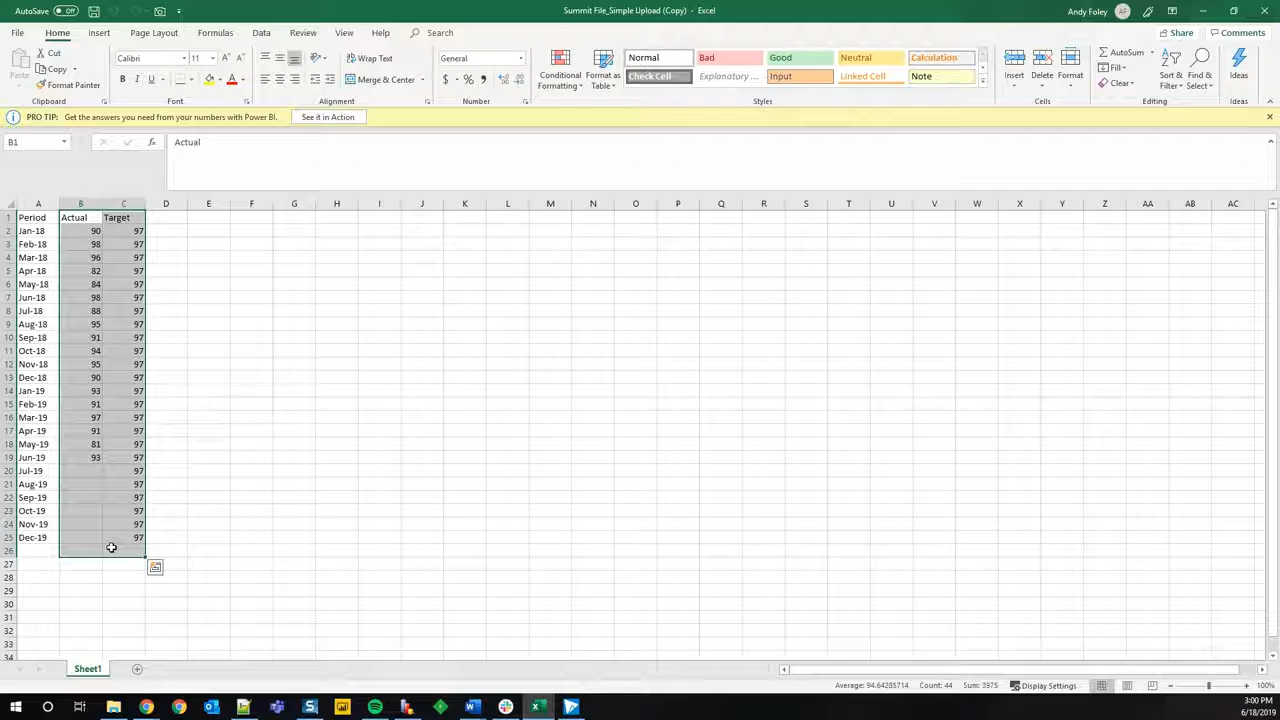 AutoSave Off
Summit File_Simple Upload (Copy) - Excel
Andy Foley AF
File Home Insert Page Layout Formulas Data Review View Help Search Share Comments
Paste Cut Copy Format Painter
Calibri 11
B I U A A A
Wrap Text
Merge & Center
General
$ % ,
Conditional Formatting
Format as Table
Normal Bad Good Neutral Calculation
Check Cell Explanatory ... Input Linked Cell Note
Insert Delete Format
AutoSum Fill Clear
Sort & Filter
Find & Select
Ideas
Clipboard Font Alignment Number Styles Cells Editing Ideas
PRO TIP: Get the answers you need from your numbers with Power BI. See it in Action
B1 fx Actual
A B C D E F G H I J K L M N O P Q R S T U V W X Y Z AA AB AC
1 Period Actual Target
2 Jan-18 90 97
3 Feb-18 98 97
4 Mar-18 96 97
5 Apr-18 82 97
6 May-18 84 97
7 Jun-18 98 97
8 Jul-18 88 97
9 Aug-18 95 97
10 Sep-18 91 97
11 Oct-18 94 97
12 Nov-18 95 97
13 Dec-18 90 97
14 Jan-19 93 97
15 Feb-19 91 97
16 Mar-19 97 97
17 Apr-19 91 97
18 May-19 81 97
19 Jun-19 93 97
20 Jul-19 97
21 Aug-19 97
22 Sep-19 97
23 Oct-19 97
24 Nov-19 97
25 Dec-19 97
26
27
28
29
30
31
32
33
34
Sheet1
Average: 94.64285714 Count: 44 Sum: 3975 Display Settings 100%
3:00 PM
6/18/2019